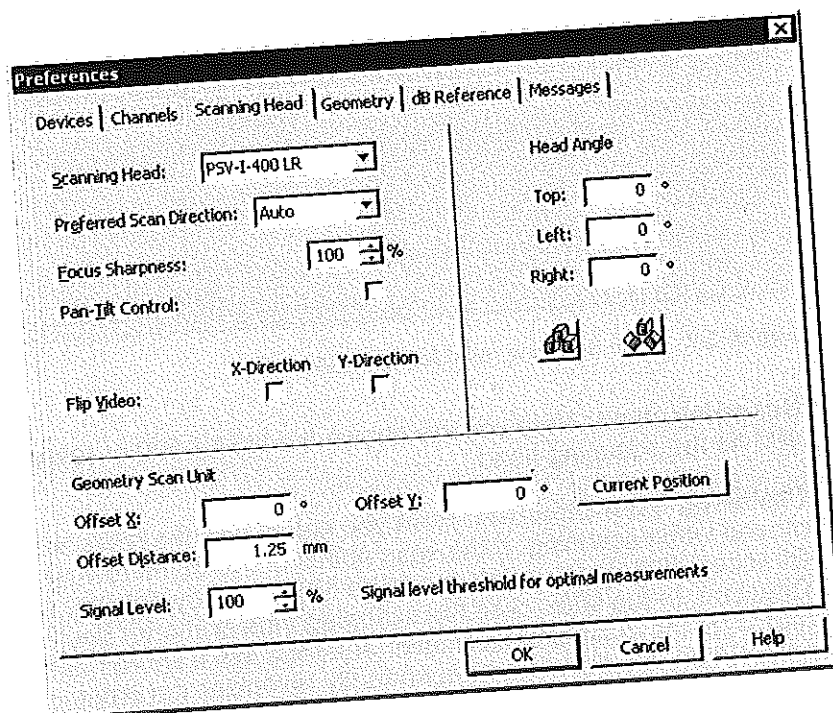 Preferences
Devices Channels Scanning Head Geometry dB Reference Messages
Scanning Head: PSV-I-400 LR
Preferred Scan Direction: Auto
Focus Sharpness: 100 %
Pan-Tilt Control:
X-Direction Y-Direction
Flip Video:
Head Angle
Top: 0 °
Left: 0 °
Right: 0 °
Geometry Scan Unit
Offset X: 0 ° Offset Y: 0 ° Current Position
Offset Distance: 1.25 mm
Signal Level: 100 % Signal level threshold for optimal measurements
OK Cancel Help